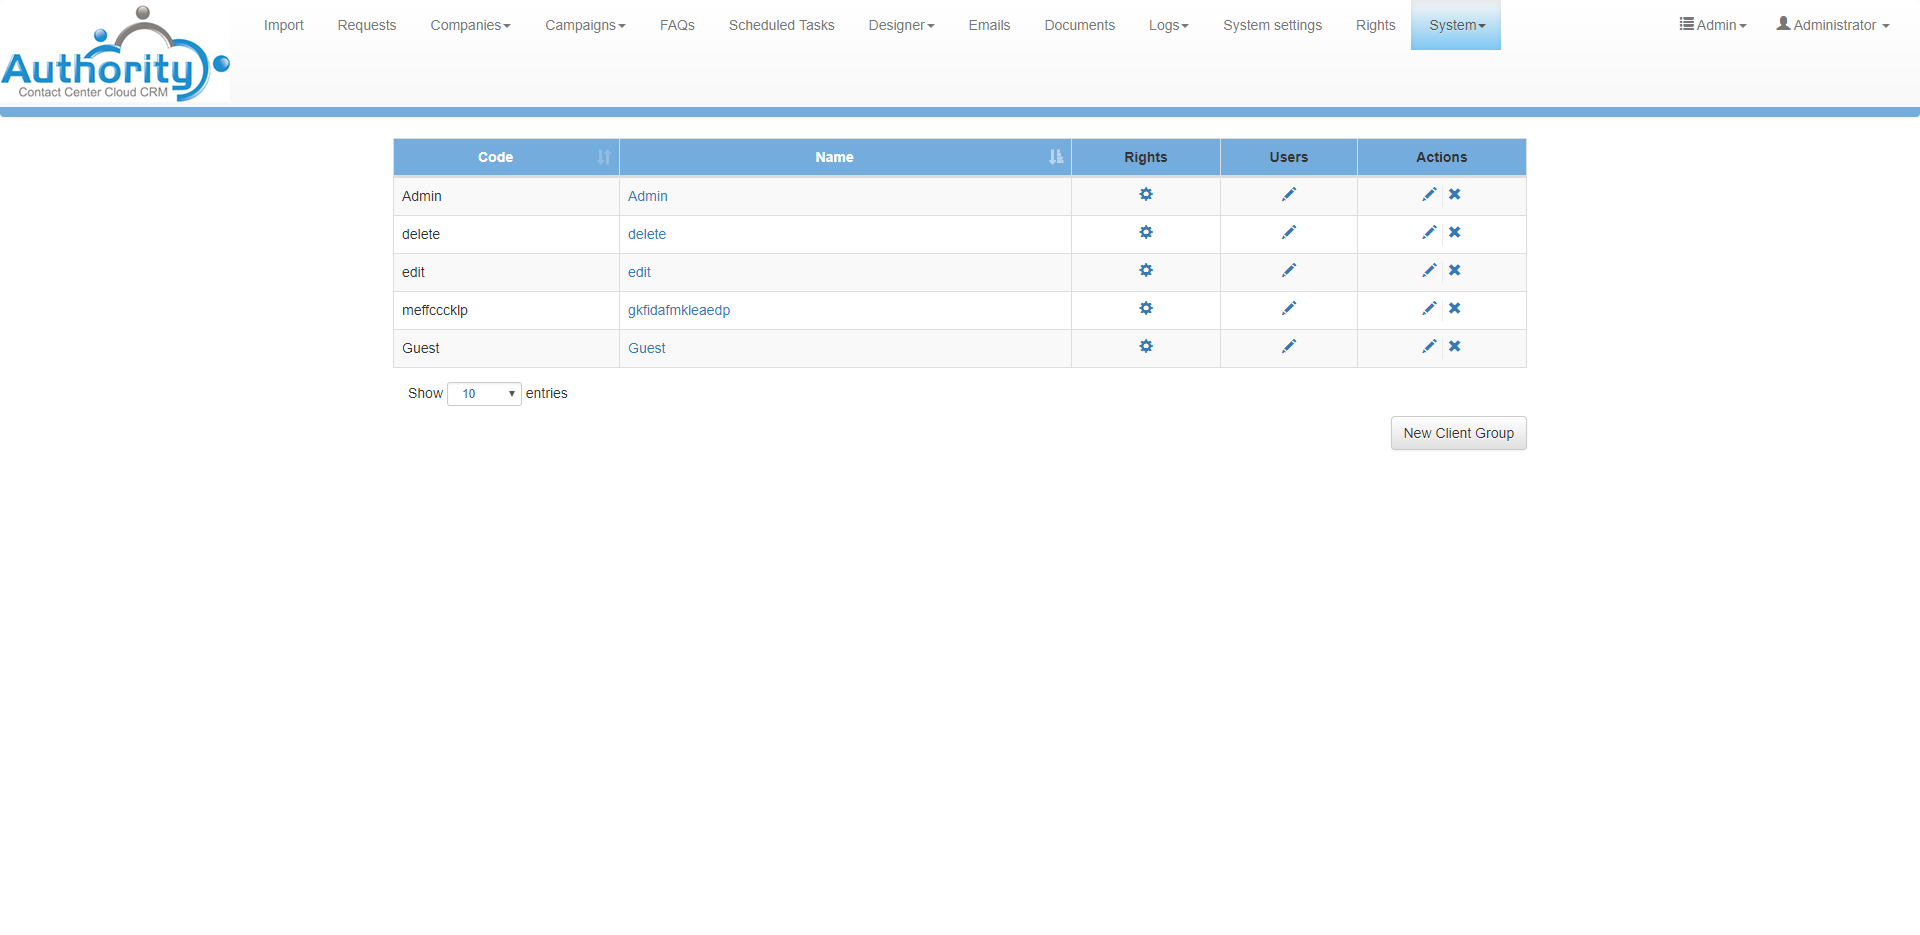 Authority
Contact Center Cloud CRM
Import Requests Companies Campaigns FAQs Scheduled Tasks Designer Emails Documents Logs System settings Rights System Admin Administrator
Code Name Rights Users Actions
Admin Admin
delete delete
edit edit
meffcccklp gkfidafmkleaedp
Guest Guest
Show 10 entries
New Client Group